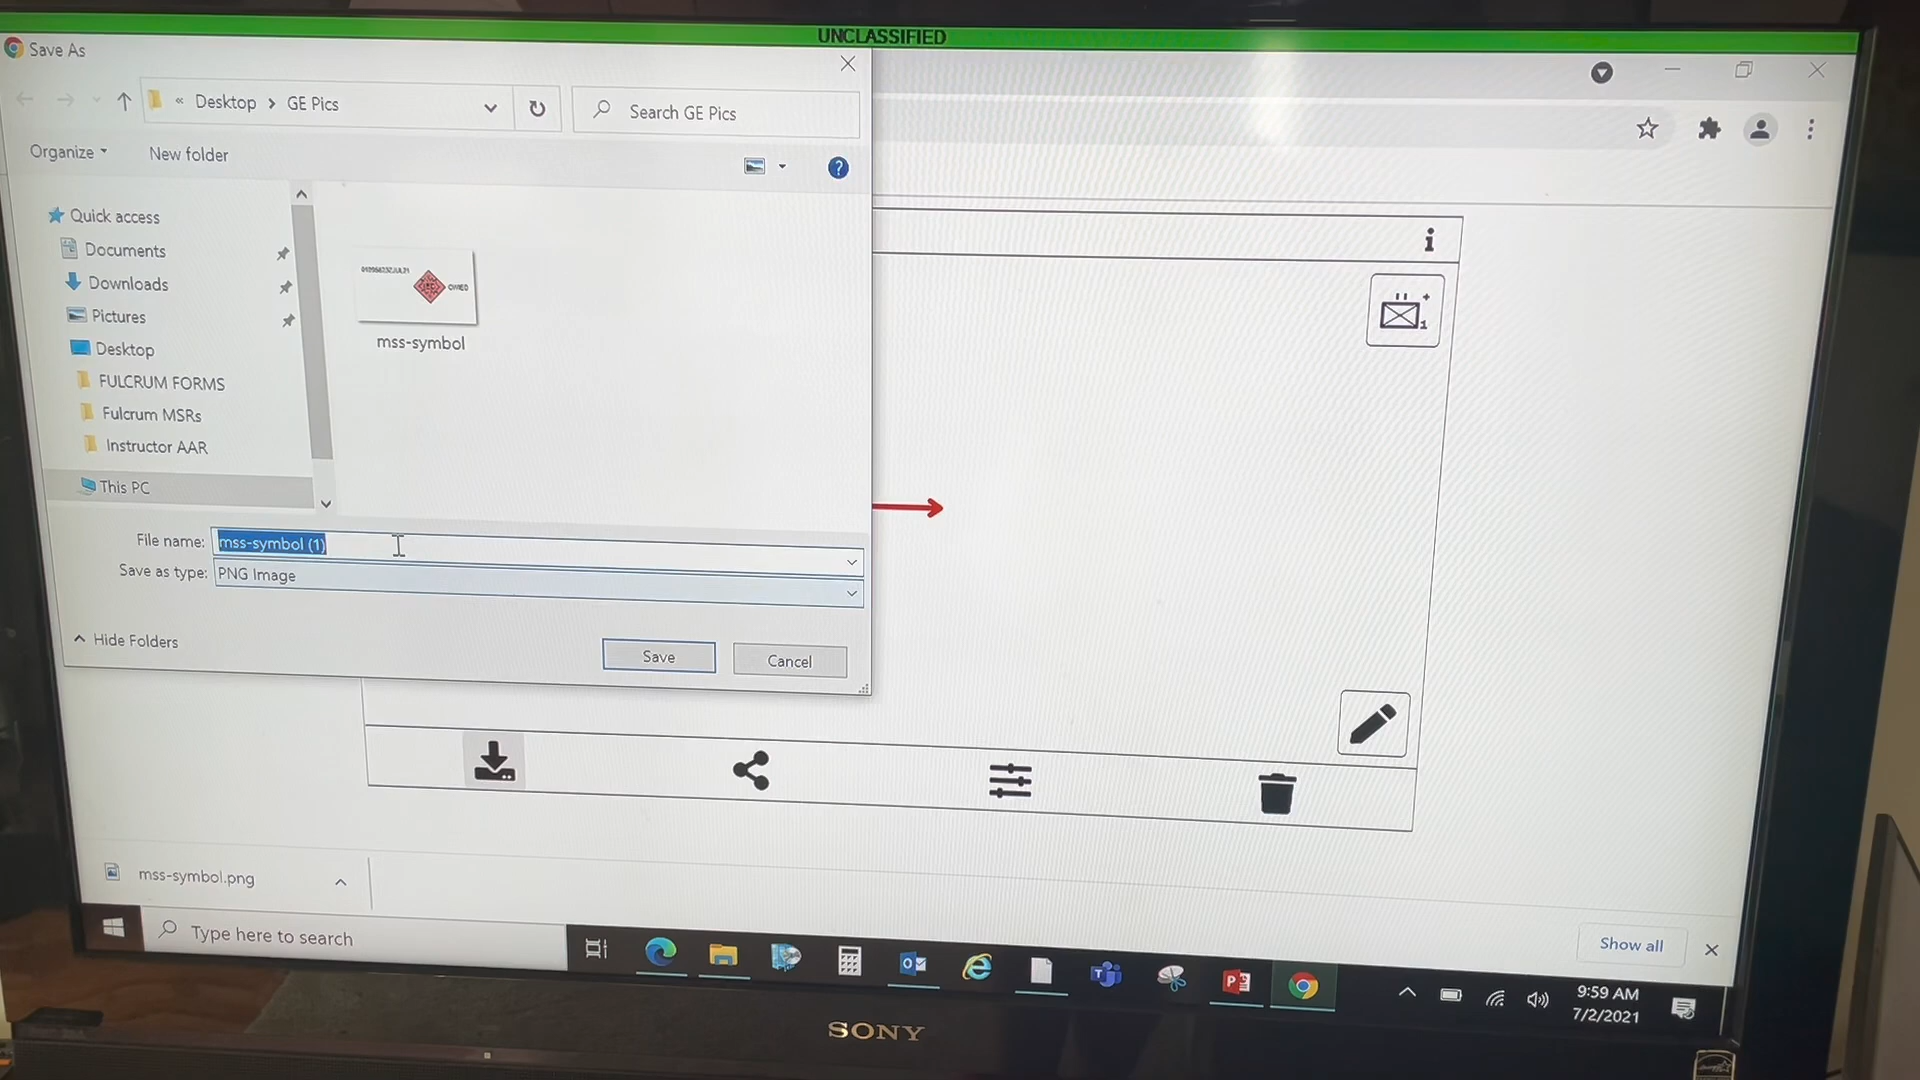 UNCLASSIFIED
Save As
« Desktop > GE Pics
Search GE Pics
Organize
New folder
?
Quick access
Documents
Downloads
Pictures
Desktop
FULCRUM FORMS
Fulcrum MSRs
Instructor AAR
This PC
IED
CWIED
mss-symbol
File name: mss-symbol (1)
Save as type: PNG Image
Hide Folders
Save
Cancel
i
1
mss-symbol.png
Show all
Type here to search
9:59 AM
7/2/2021
SONY